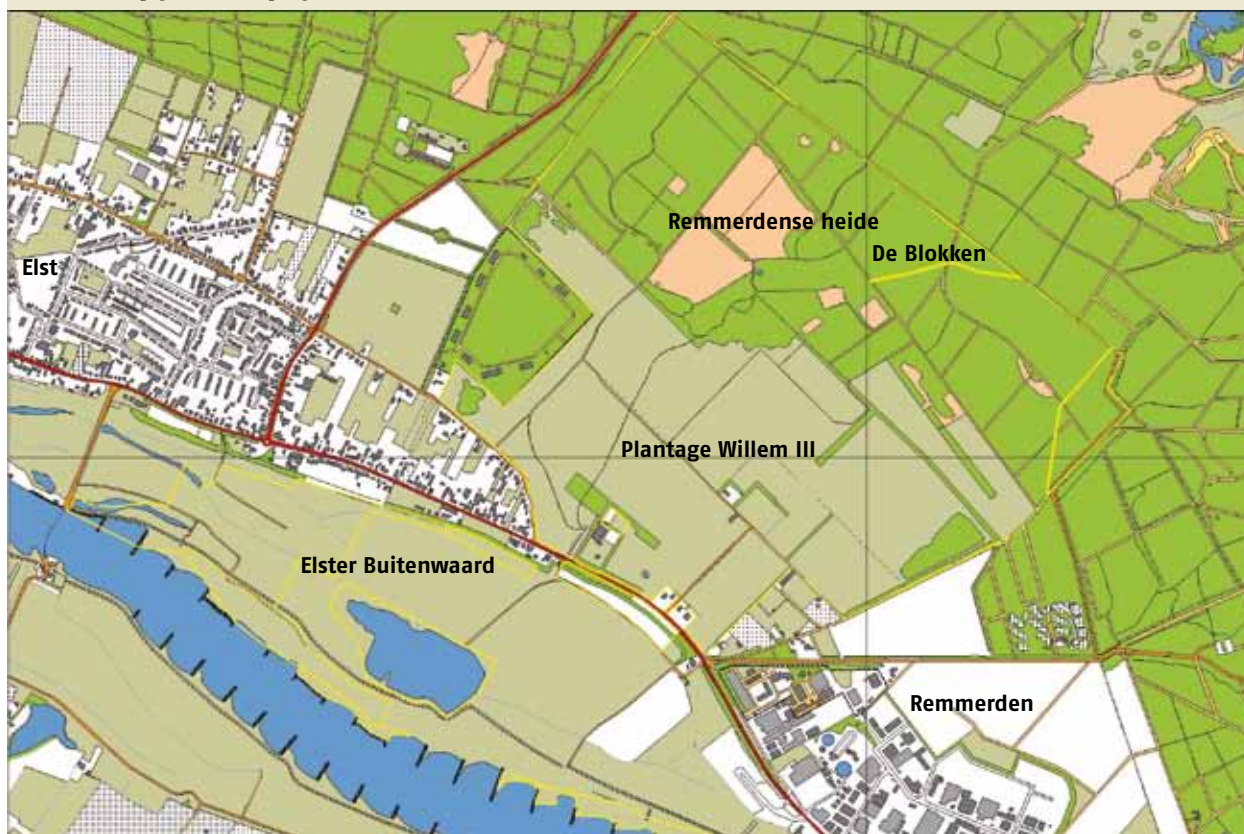 Remmerdense heide
De Blokken
Elst
Plantage Willem III
Elster Buitenwaard
Remmerden